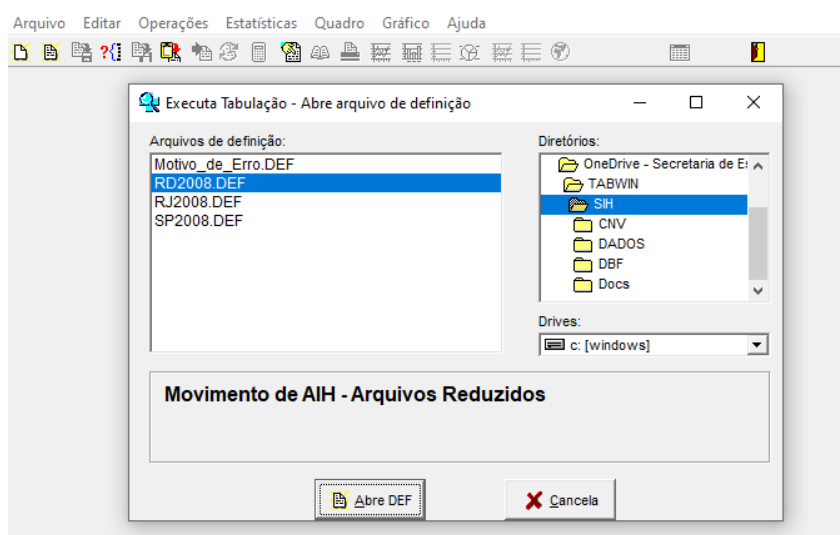 Arquivo Editar Operações Estatísticas Quadro Gráfico Ajuda
Executa Tabulação - Abre arquivo de definição
Arquivos de definição:
Motivo_de_Erro.DEF
RD2008.DEF
RJ2008.DEF
SP2008.DEF
Diretórios:
OneDrive - Secretaria de E
TABWIN
SIH
CNV
DADOS
DBF
Docs
Drives:
c: [windows]
Movimento de AIH - Arquivos Reduzidos
Abre DEF
Cancela